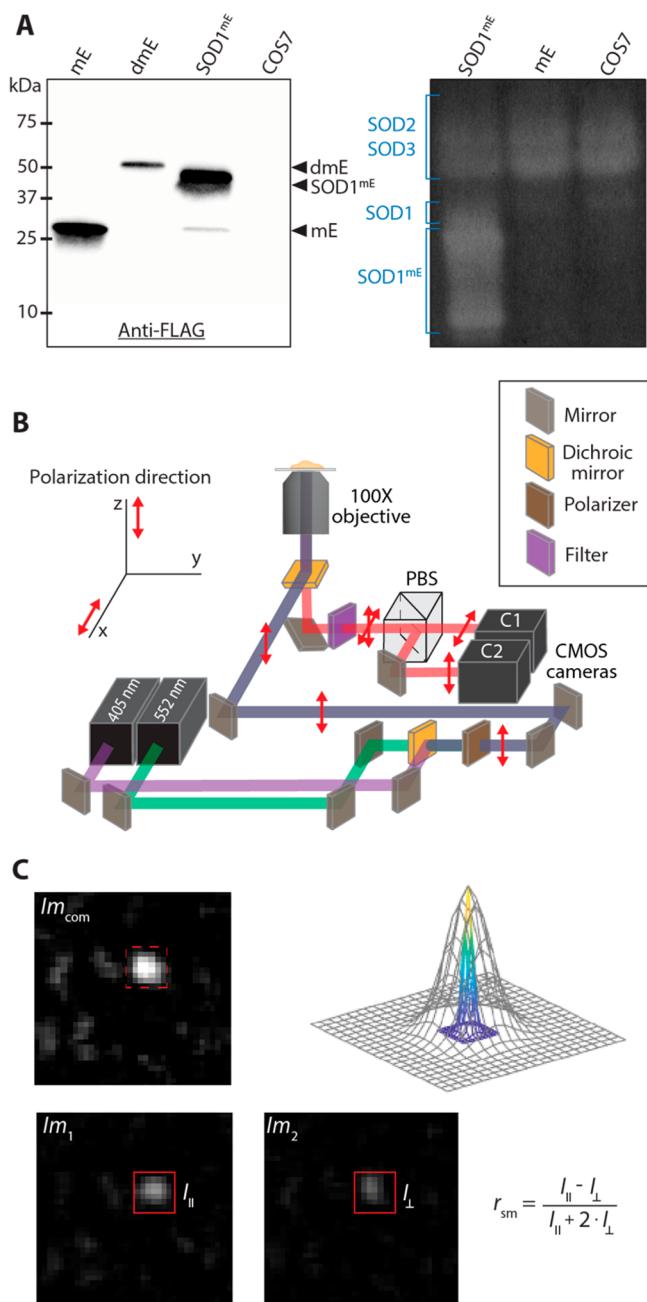 A
mE
dmE
SOD1mE
COS7
kDa
75
50
37
25
10
dmE
SOD1mE
mE
Anti-FLAG
SOD1mE
mE
COS7
SOD2
SOD3
SOD1
SOD1mE
B
Polarization direction
z
y
x
100X
objective
PBS
C1
C2
CMOS
cameras
405 nm
552 nm
Mirror
Dichroic
mirror
Polarizer
Filter
C
Imcom
Im1
I||
Im2
I⊥
rsm = I|| - I⊥ / I|| + 2 · I⊥